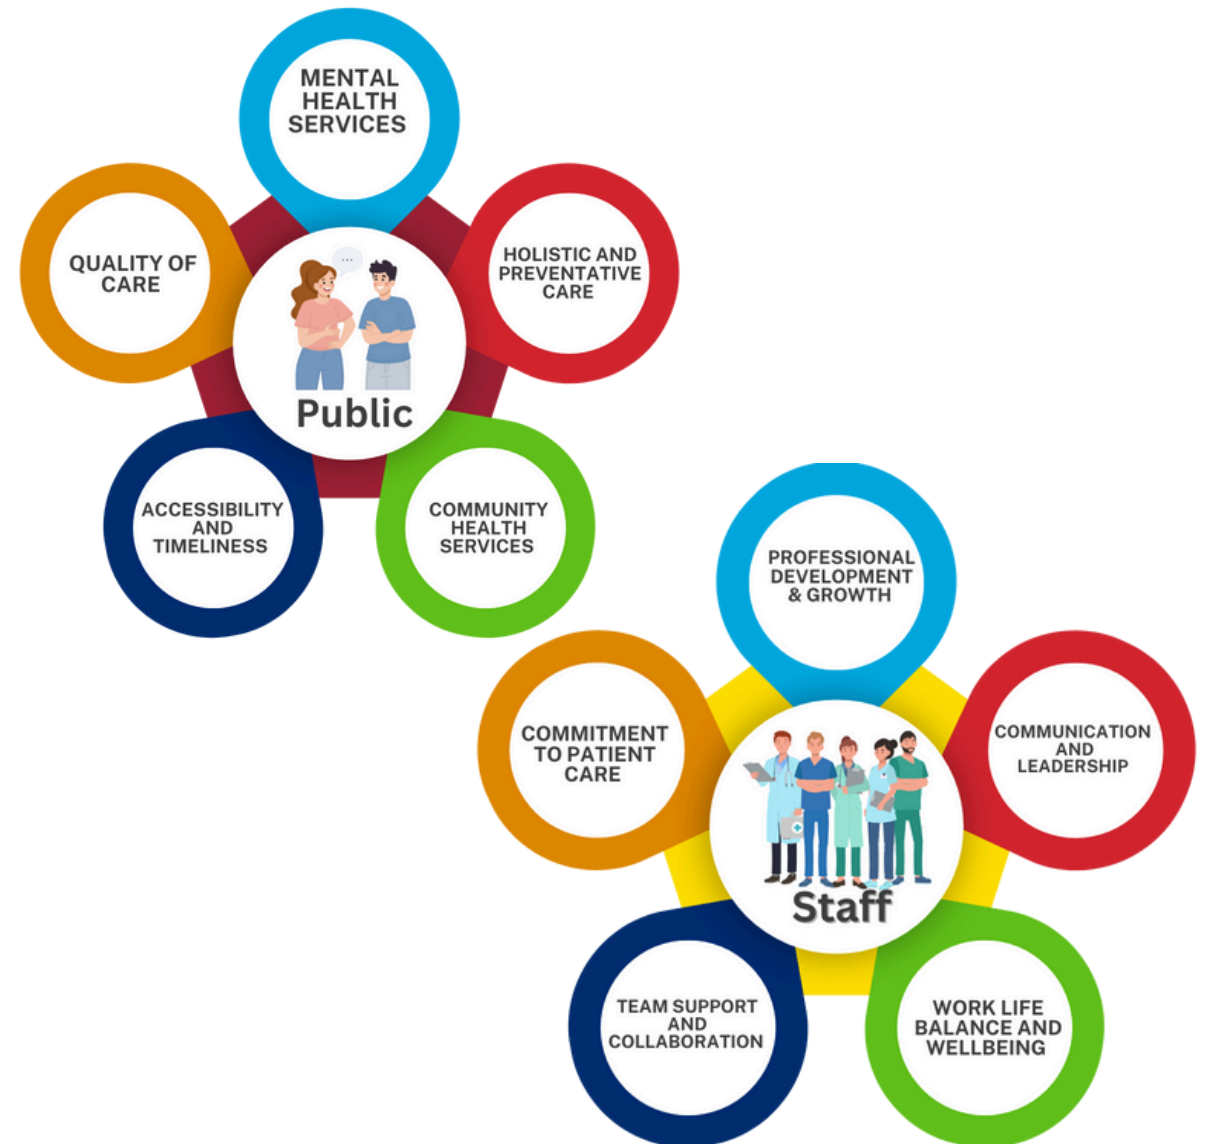 MENTAL
HEALTH
SERVICES
QUALITY OF
CARE
HOLISTIC AND
PREVENTATIVE
CARE
...
Public
ACCESSIBILITY
AND
TIMELINESS
COMMUNITY
HEALTH
SERVICES
PROFESSIONAL
DEVELOPMENT
& GROWTH
COMMITMENT
TO PATIENT
CARE
COMMUNICATION
AND
LEADERSHIP
Staff
TEAM SUPPORT
AND
COLLABORATION
WORK LIFE
BALANCE AND
WELLBEING